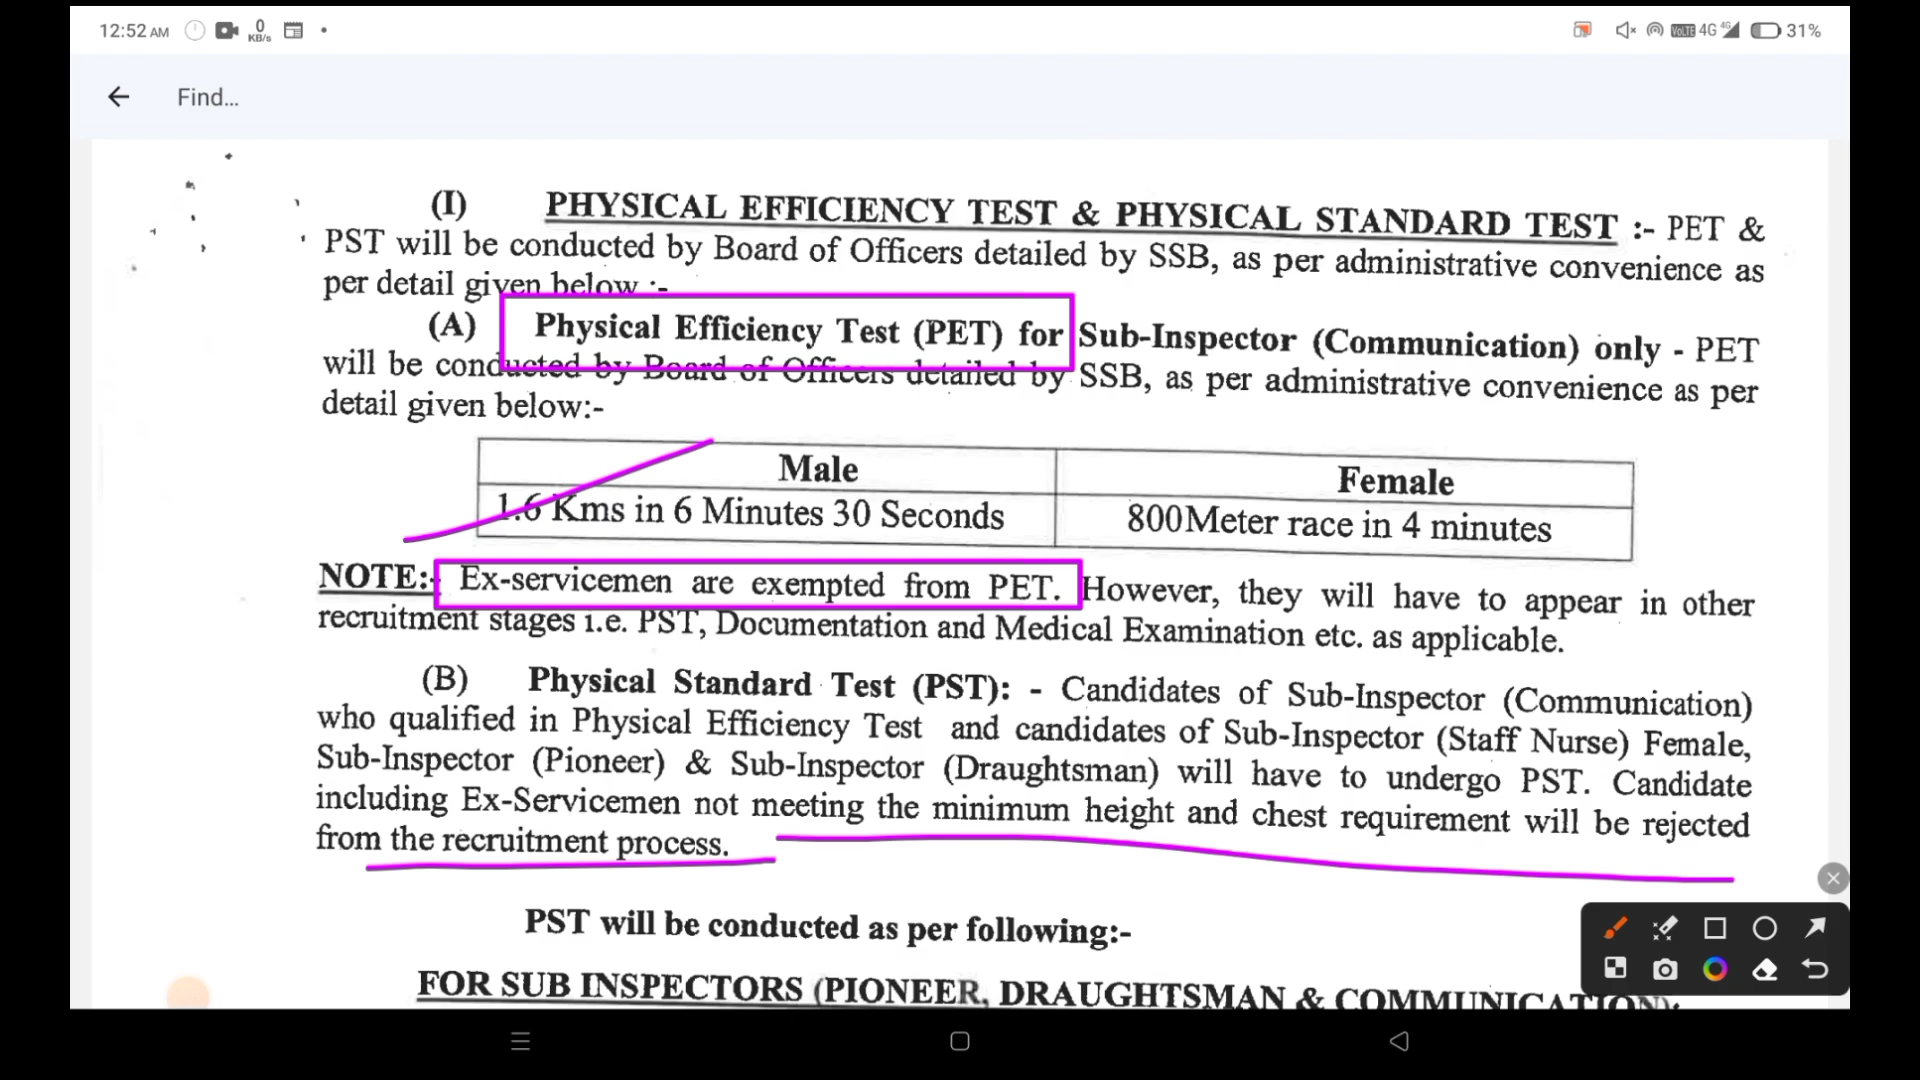 12:52 AM 0 KB/s VoLTE 4G 4G 31%
Find...
(I) PHYSICAL EFFICIENCY TEST & PHYSICAL STANDARD TEST :- PET &
PST will be conducted by Board of Officers detailed by SSB, as per administrative convenience as
per detail given below :-
(A) Physical Efficiency Test (PET) for Sub-Inspector (Communication) only - PET
will be conducted by Board of Officers detailed by SSB, as per administrative convenience as per
detail given below:-
Male Female
1.6 Kms in 6 Minutes 30 Seconds 800Meter race in 4 minutes
NOTE:- Ex-servicemen are exempted from PET. However, they will have to appear in other
recruitment stages i.e. PST, Documentation and Medical Examination etc. as applicable.
(B) Physical Standard Test (PST): - Candidates of Sub-Inspector (Communication)
who qualified in Physical Efficiency Test and candidates of Sub-Inspector (Staff Nurse) Female,
Sub-Inspector (Pioneer) & Sub-Inspector (Draughtsman) will have to undergo PST. Candidate
including Ex-Servicemen not meeting the minimum height and chest requirement will be rejected
from the recruitment process.
PST will be conducted as per following:-
FOR SUB INSPECTORS (PIONEER, DRAUGHTSMAN & COMMUNICATION):